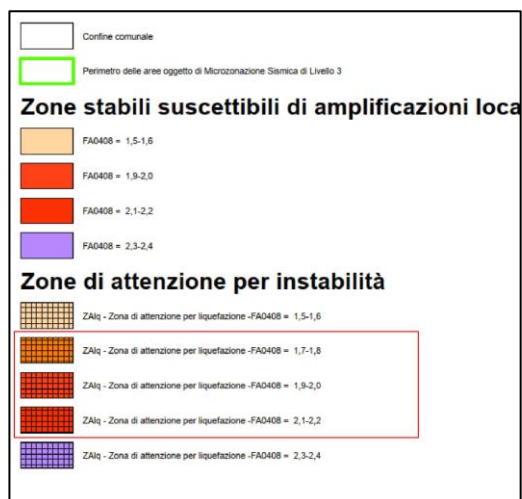 Confine comunale
Perimetro delle aree oggetto di Microzonazione Sismica di Livello 3
Zone stabili suscettibili di amplificazioni loca
FA0408 = 1,5-1,6
FA0408 = 1,9-2,0
FA0408 = 2,1-2,2
FA0408 = 2,3-2,4
Zone di attenzione per instabilità
ZAlq - Zona di attenzione per liquefazione -FA0408 = 1,5-1,6
ZAlq - Zona di attenzione per liquefazione -FA0408 = 1,7-1,8
ZAlq - Zona di attenzione per liquefazione -FA0408 = 1,9-2,0
ZAlq - Zona di attenzione per liquefazione -FA0408 = 2,1-2,2
ZAlq - Zona di attenzione per liquefazione -FA0408 = 2,3-2,4